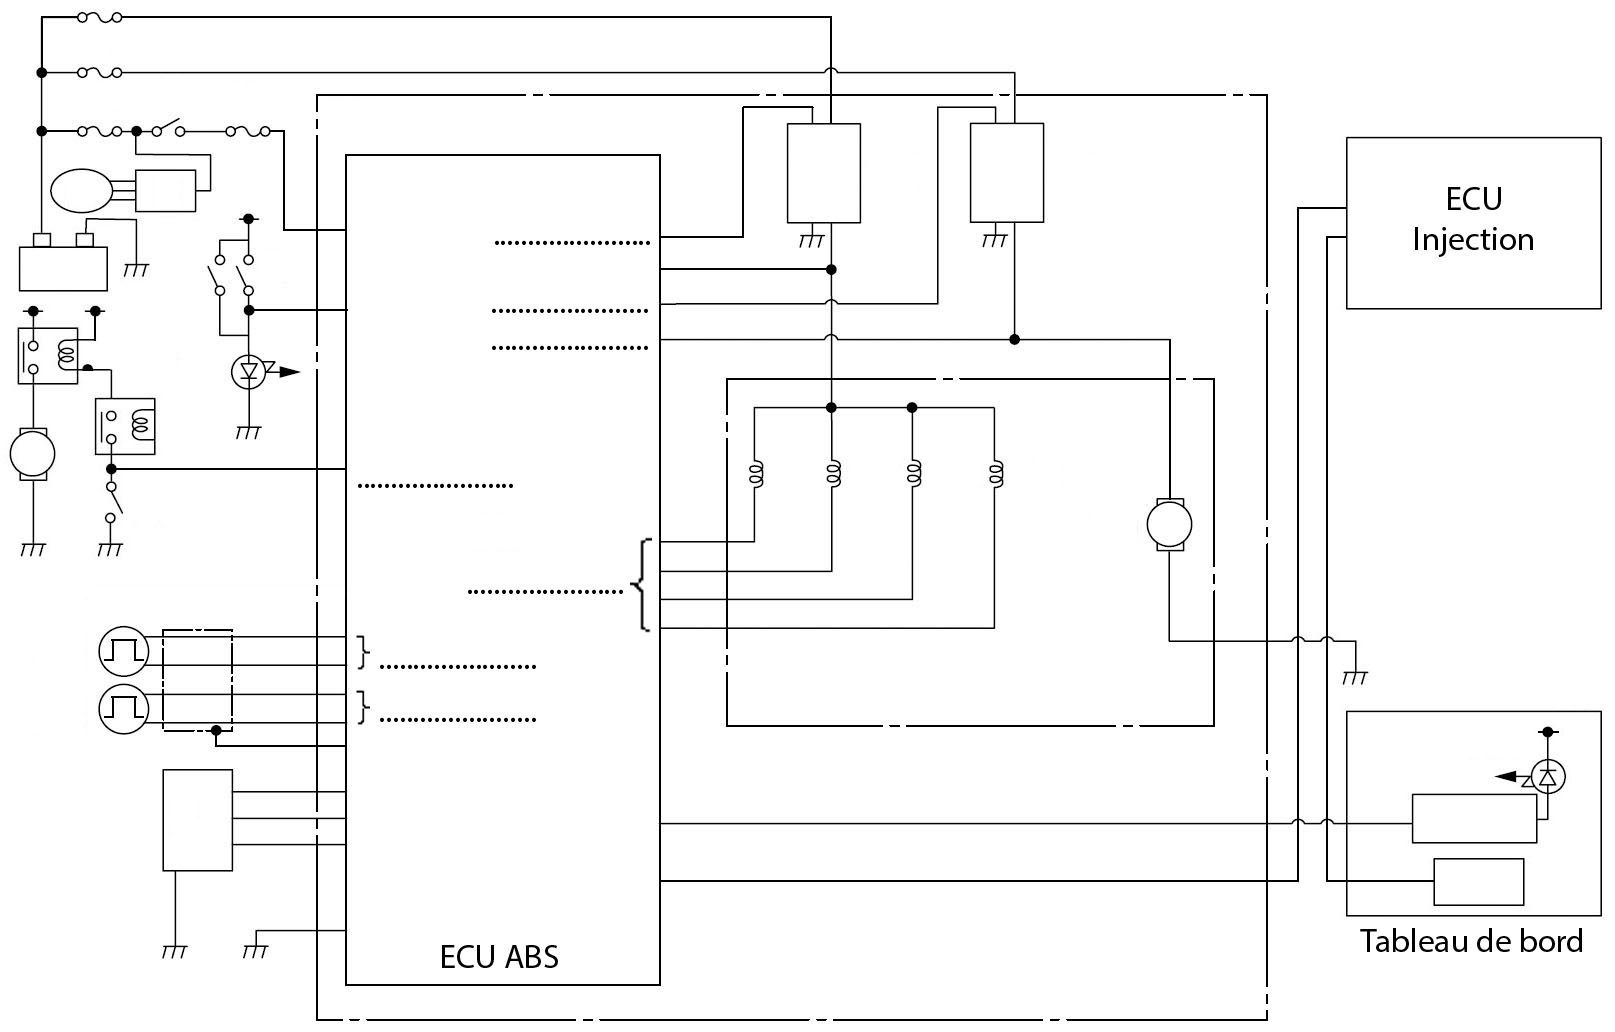 ECU
Injection
ECU ABS
Tableau de bord